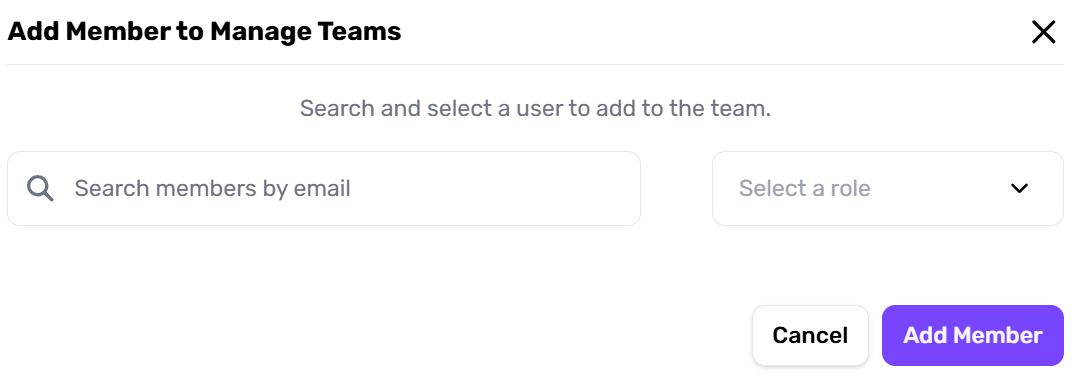 Add Member to Manage Teams
Search and select a user to add to the team.
Search members by email
Select a role
Cancel
Add Member